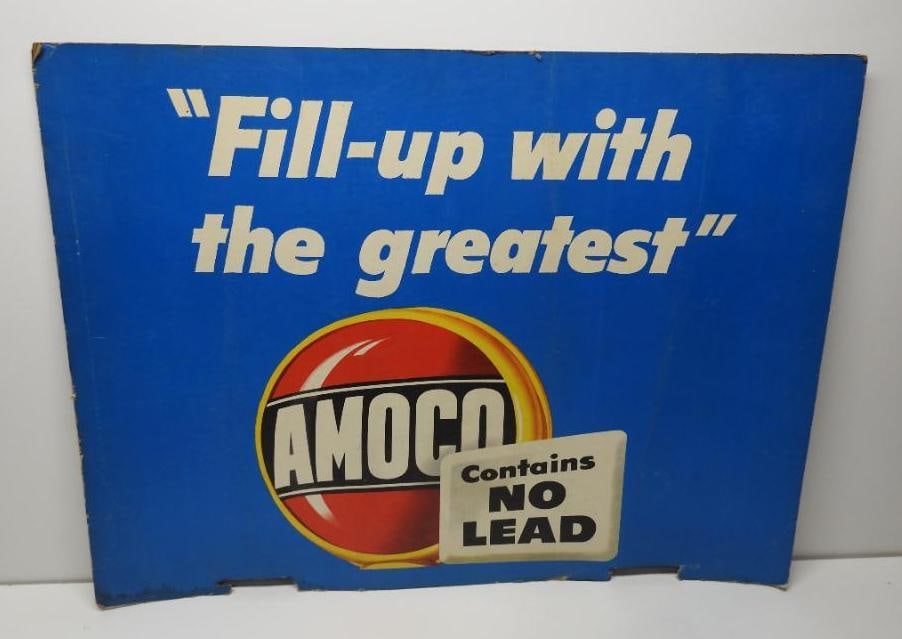 "Fill-up with
the greatest"
AMOCO
Contains
NO
LEAD